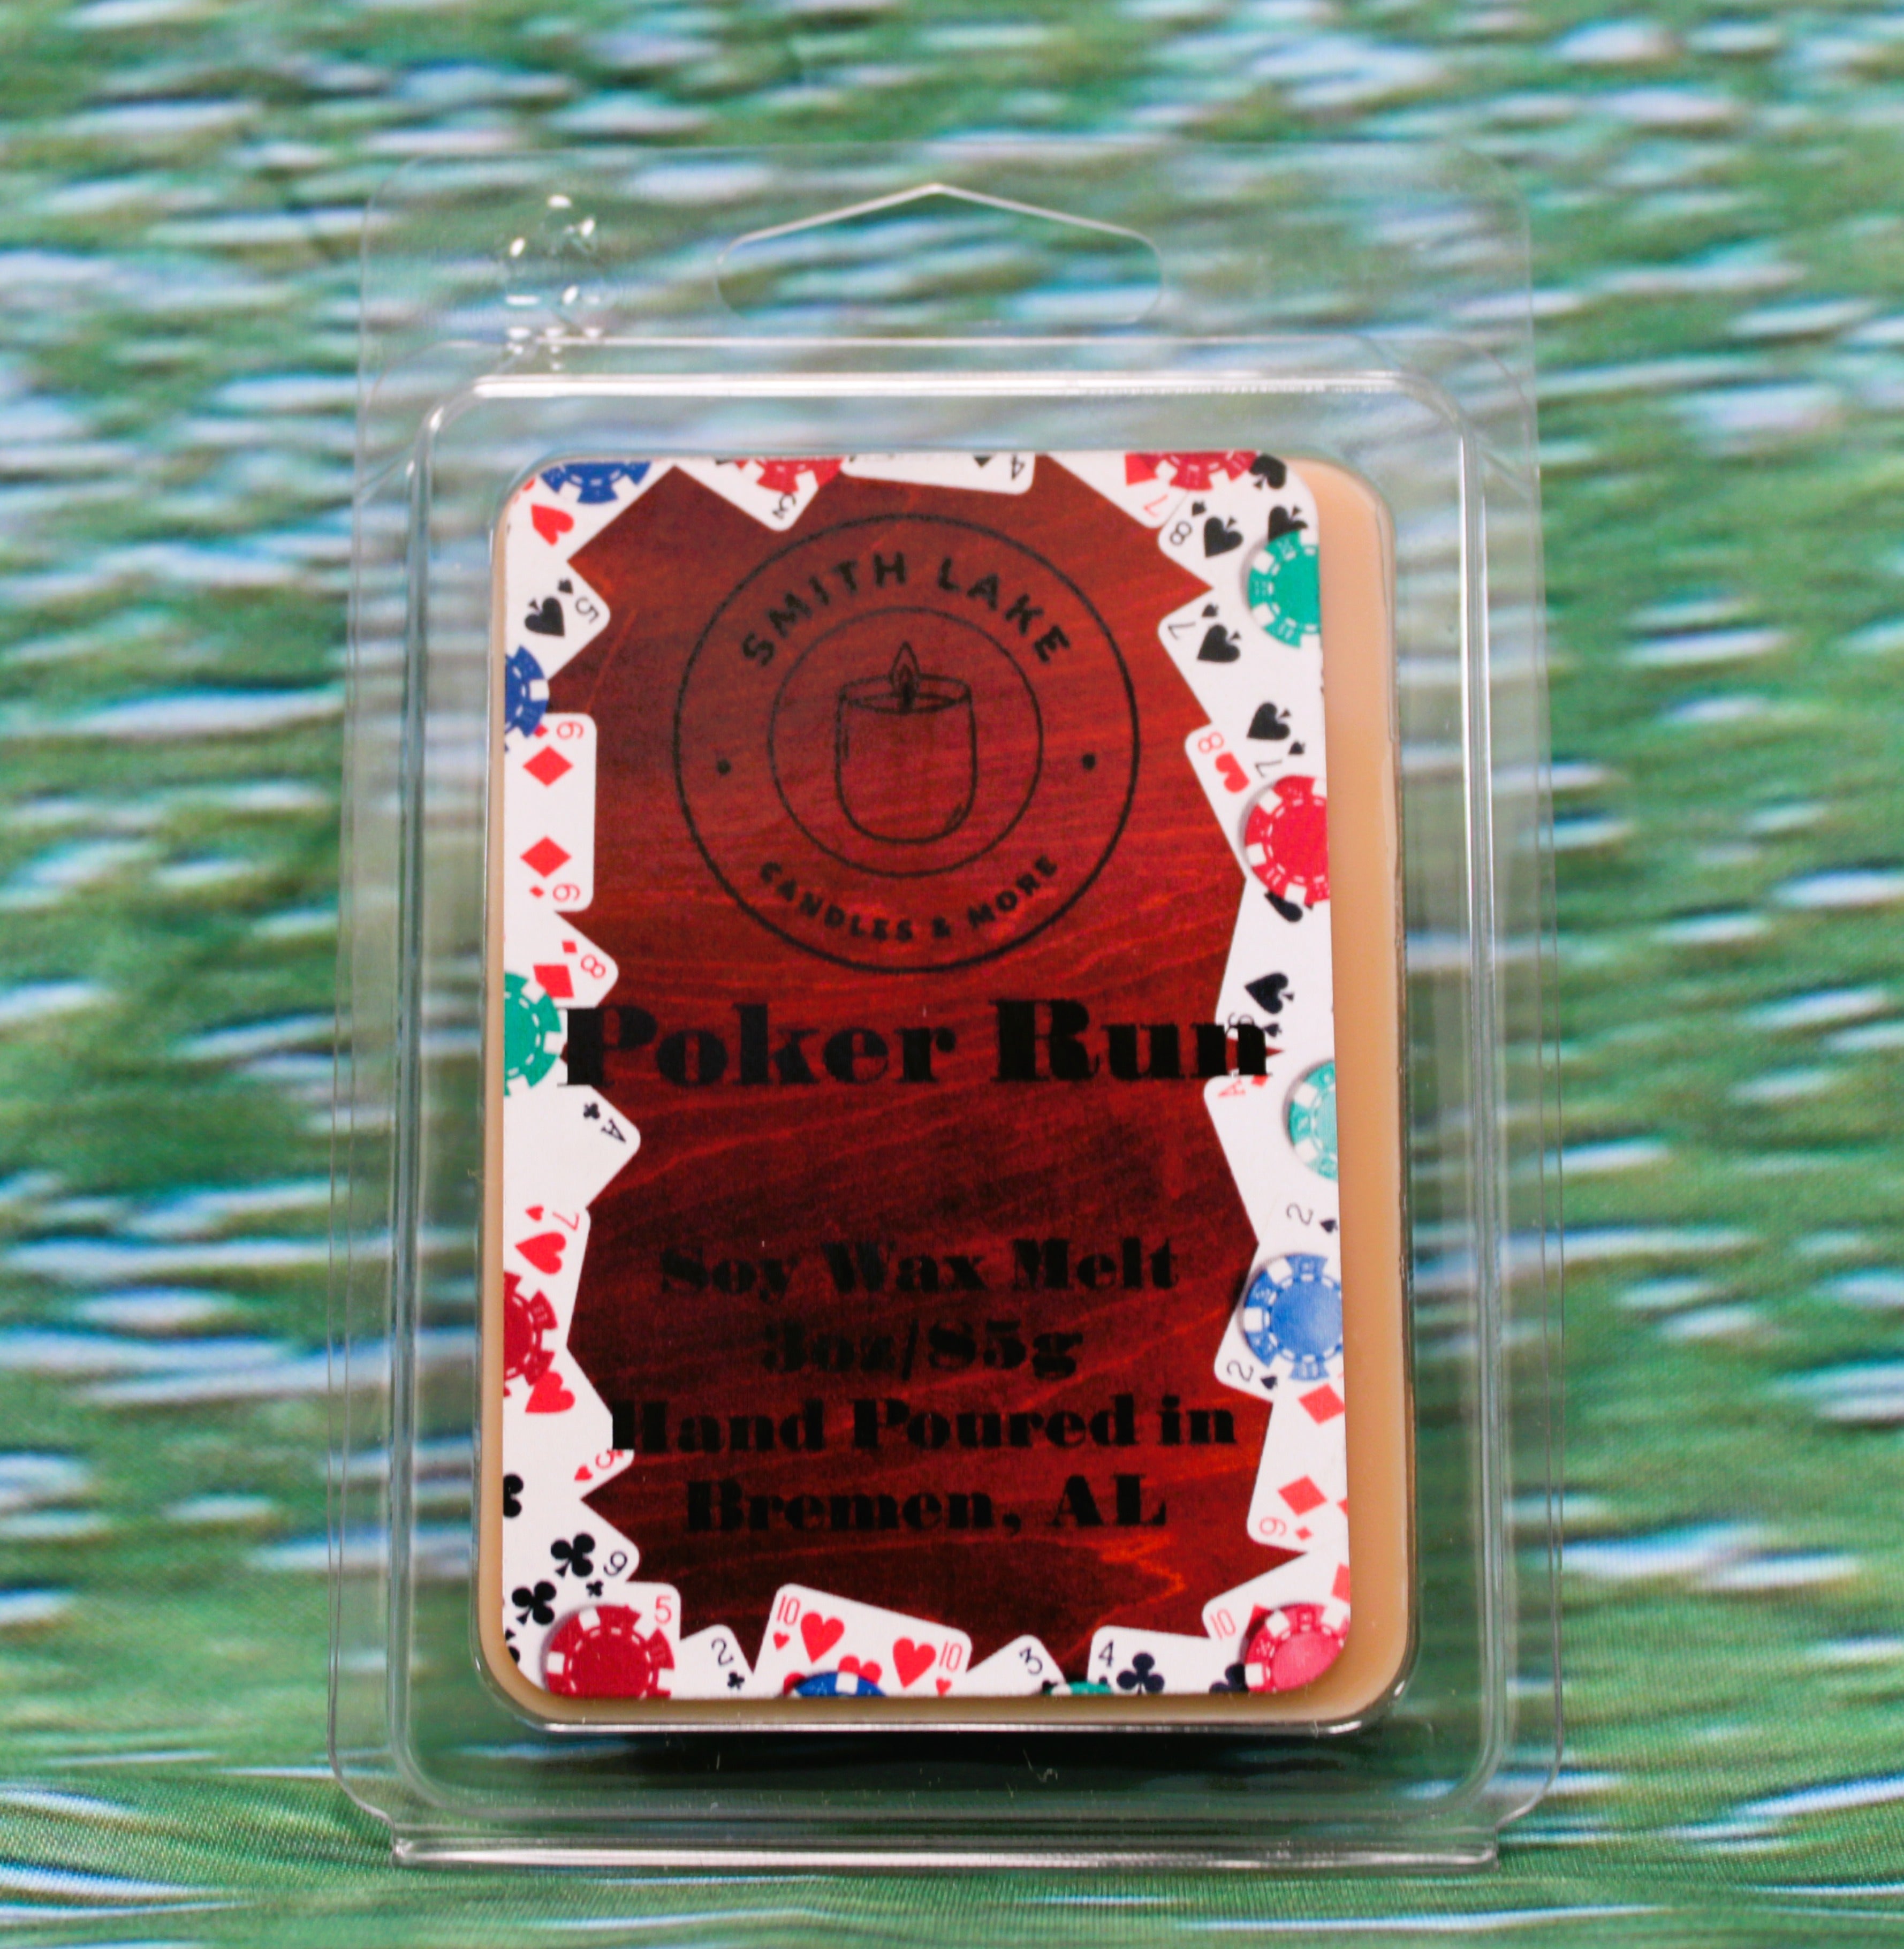 SMITH LAKE
CANDLES & MORE
Poker Run
Soy Wax Melt
3oz/85g
Hand Poured in
Bremen, AL